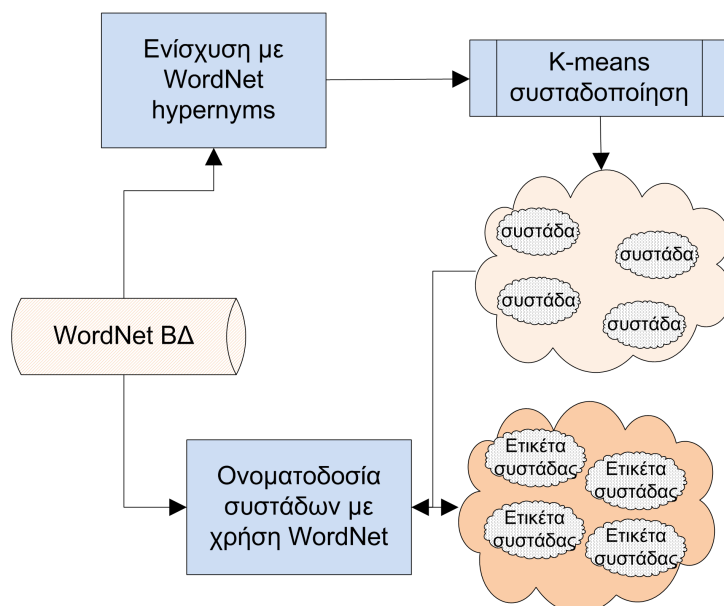 Ενίσχυση με
WordNet
hypernyms
K-means
συσταδοποίηση
συστάδα
συστάδα
συστάδα
συστάδα
WordNet ΒΔ
Ονοματοδοσία
συστάδων με
χρήση WordNet
Ετικέτα
συστάδας
Ετικέτα
συστάδας
Ετικέτα
συστάδας
Ετικέτα
συστάδας